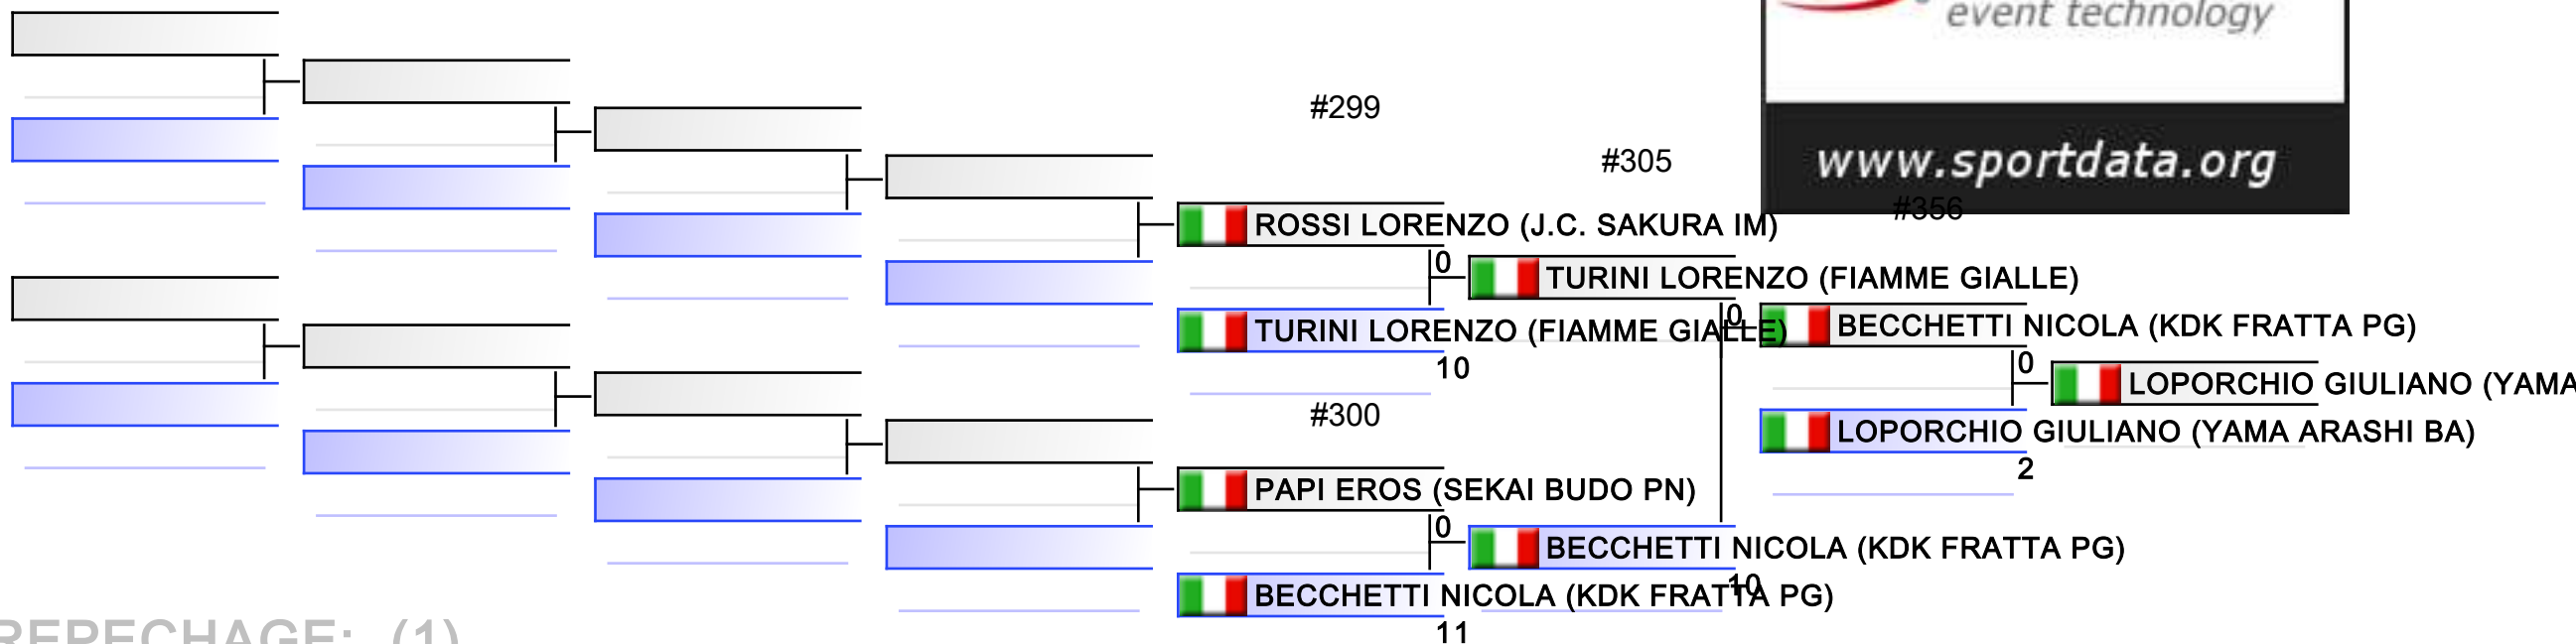 event technology
www.sportdata.org
#299
#305
#356
ROSSI LORENZO (J.C. SAKURA IM)
0
TURINI LORENZO (FIAMME GIALLE)
0
TURINI LORENZO (FIAMME GIALLE)
BECCHETTI NICOLA (KDK FRATTA PG)
10
0
LOPORCHIO GIULIANO (YAMA
#300
LOPORCHIO GIULIANO (YAMA ARASHI BA)
2
PAPI EROS (SEKAI BUDO PN)
0
BECCHETTI NICOLA (KDK FRATTA PG)
10
BECCHETTI NICOLA (KDK FRATTA PG)
11
REPECHAGE: (1)